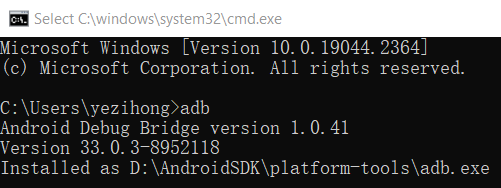 Select C:\windows\system32\cmd.exe
Microsoft Windows [Version 10.0.19044.2364]
(c) Microsoft Corporation. All rights reserved.
C:\Users\yezihong>adb
Android Debug Bridge version 1.0.41
Version 33.0.3-8952118
Installed as D:\AndroidSDK\platform-tools\adb.exe